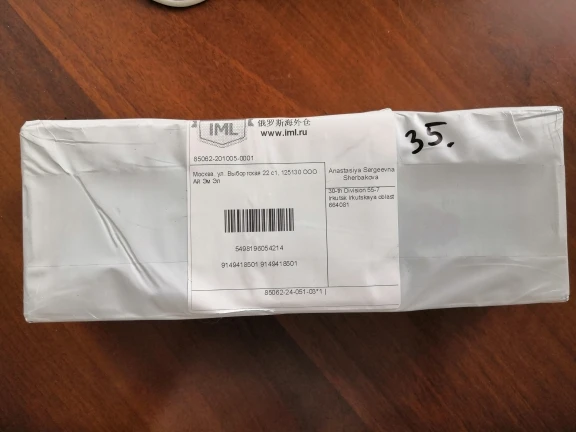 IML
俄罗斯海外仓
www.iml.ru
35.
85062-201005-0001
Москва, ул. Выборгская 22 с1, 125130 ООО
Ай Эм Эл
5498196054214
9149418501 9149418501
Anastasiya Sergeevna
Sherbakova
30-th Division 55-7
Irkutsk Irkutskaya oblast
664081
85062-24-051-03*1 |